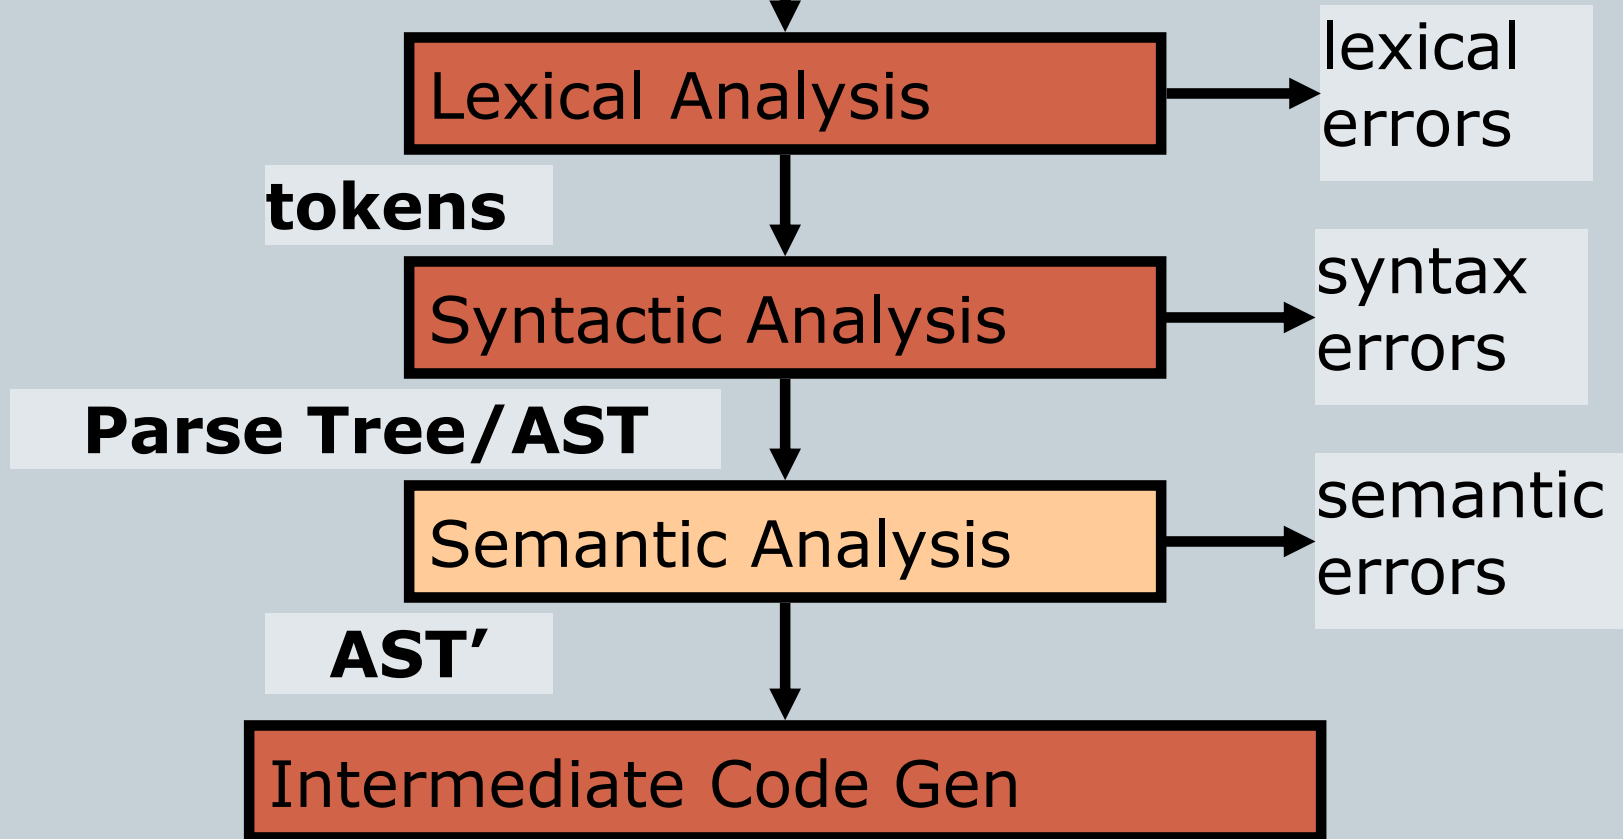 Lexical Analysis
lexical
errors
tokens
Syntactic Analysis
syntax
errors
Parse Tree/AST
Semantic Analysis
semantic
errors
AST’
Intermediate Code Gen